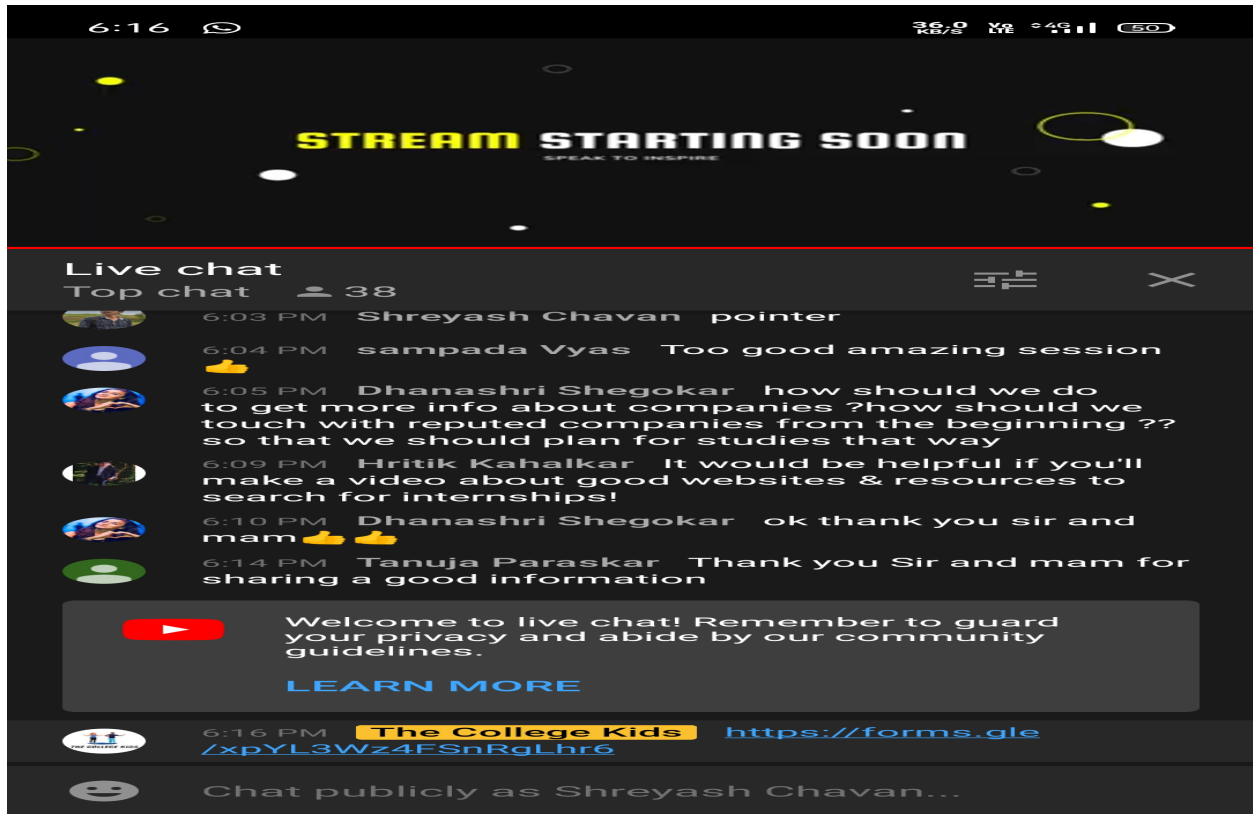 6:16 36.0 KB/S Vo LTE 4G 50
STREAM STARTING SOON
SPEAK TO INSPIRE
Live chat
Top chat 38
6:03 PM Shreyash Chavan pointer
6:04 PM sampada Vyas Too good amazing session
👍
6:05 PM Dhanashri Shegokar how should we do
to get more info about companies ?how should we
touch with reputed companies from the beginning ??
so that we should plan for studies that way
6:09 PM Hritik Kahalkar It would be helpful if you'll
make a video about good websites & resources to
search for internships!
6:10 PM Dhanashri Shegokar ok thank you sir and
mam👍👍
6:14 PM Tanuja Paraskar Thank you Sir and mam for
sharing a good information
Welcome to live chat! Remember to guard
your privacy and abide by our community
guidelines.
LEARN MORE
THE COLLEGE KIDS
6:16 PM The College Kids https://forms.gle
/xpYL3Wz4FSnRgLhr6
Chat publicly as Shreyash Chavan...